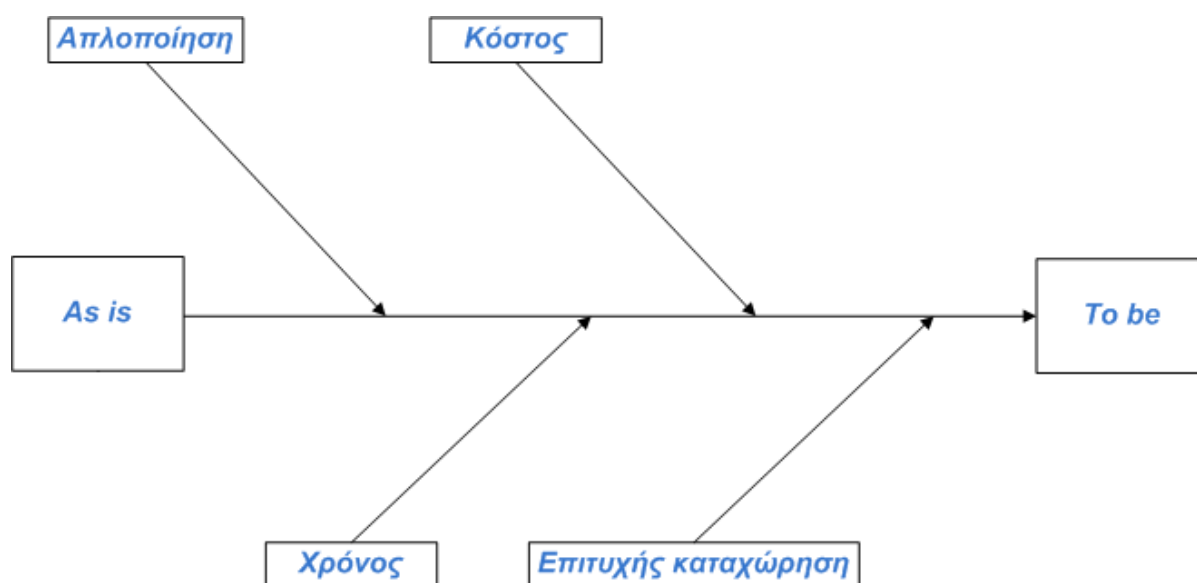 Απλοποίηση
Κόστος
As is
To be
Χρόνος
Επιτυχής καταχώρηση